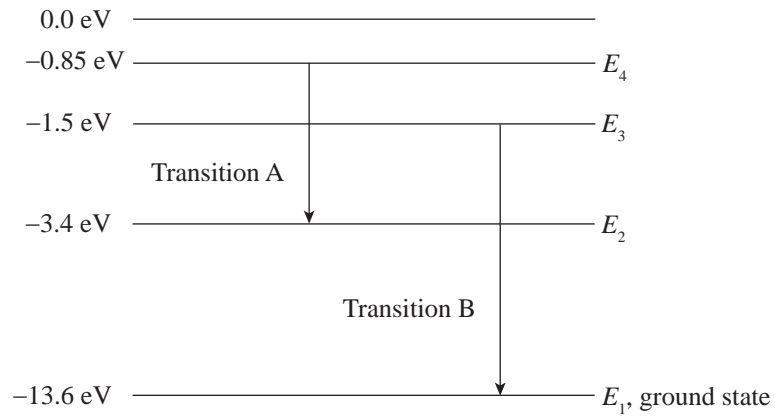 0.0 eV
−0.85 eV E₄
−1.5 eV E₃
Transition A
−3.4 eV E₂
Transition B
−13.6 eV E₁, ground state